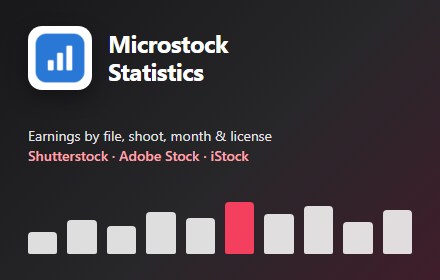 Microstock
Statistics
Earnings by file, shoot, month & license
Shutterstock · Adobe Stock · iStock